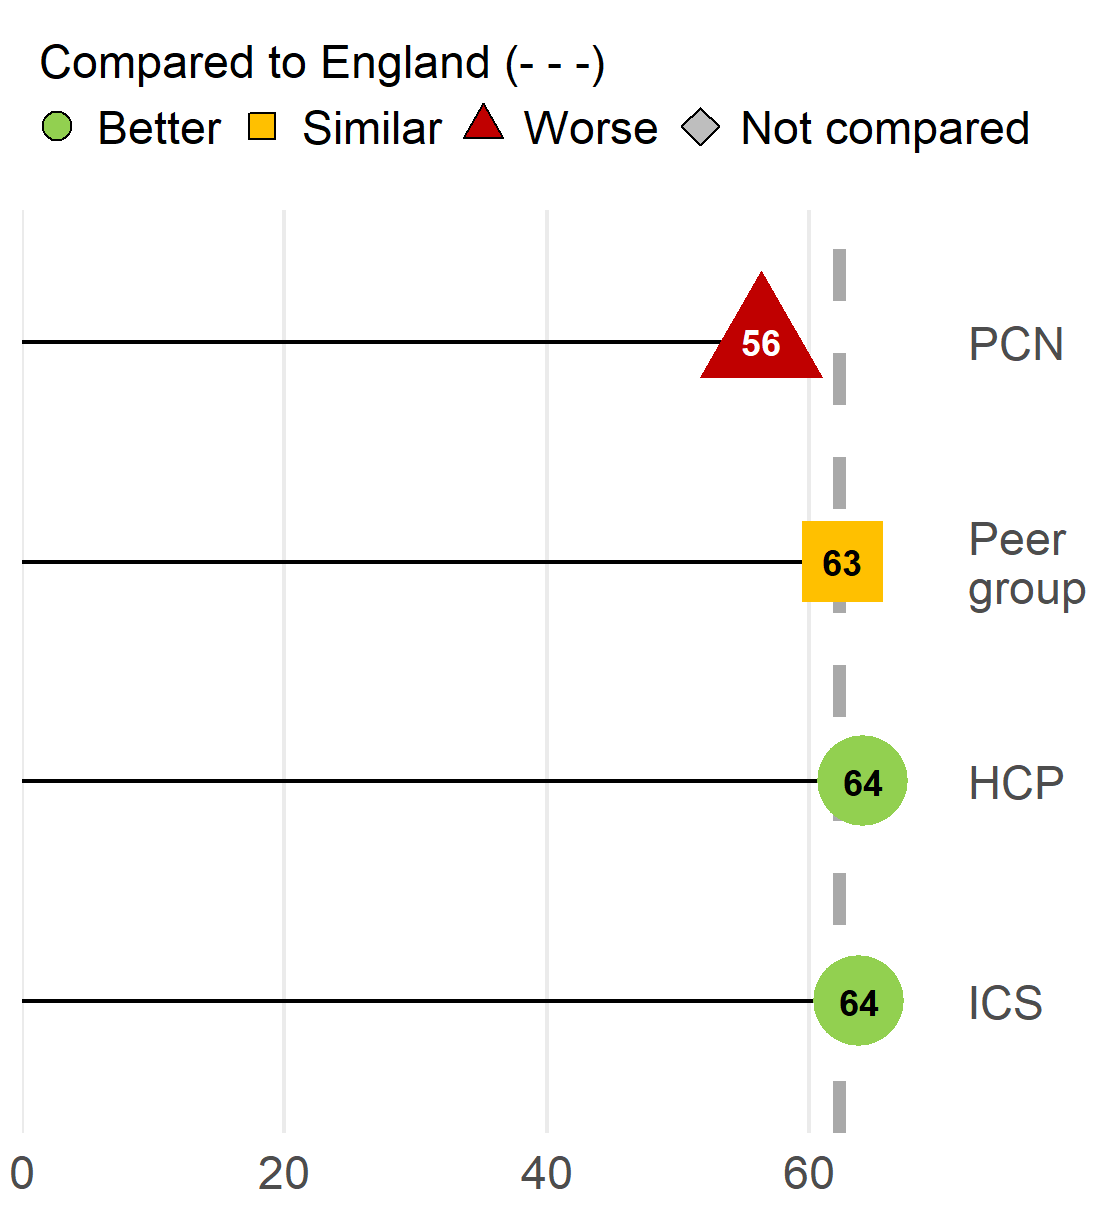 Compared to England (- - -)
Better Similar Worse Not compared
56 PCN
63 Peer
group
64 HCP
64 ICS
0 20 40 60